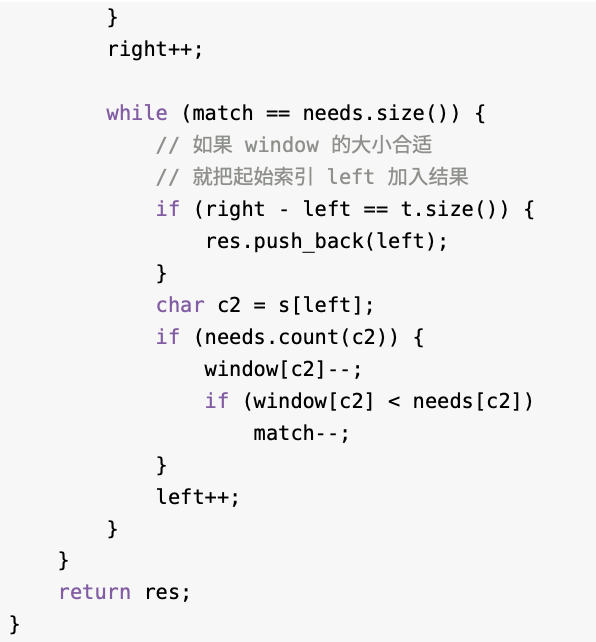 }
        right++;

        while (match == needs.size()) {
            // 如果 window 的大小合适
            // 就把起始索引 left 加入结果
            if (right - left == t.size()) {
                res.push_back(left);
            }
            char c2 = s[left];
            if (needs.count(c2)) {
                window[c2]--;
                if (window[c2] < needs[c2])
                    match--;
            }
            left++;
        }
    }
    return res;
}